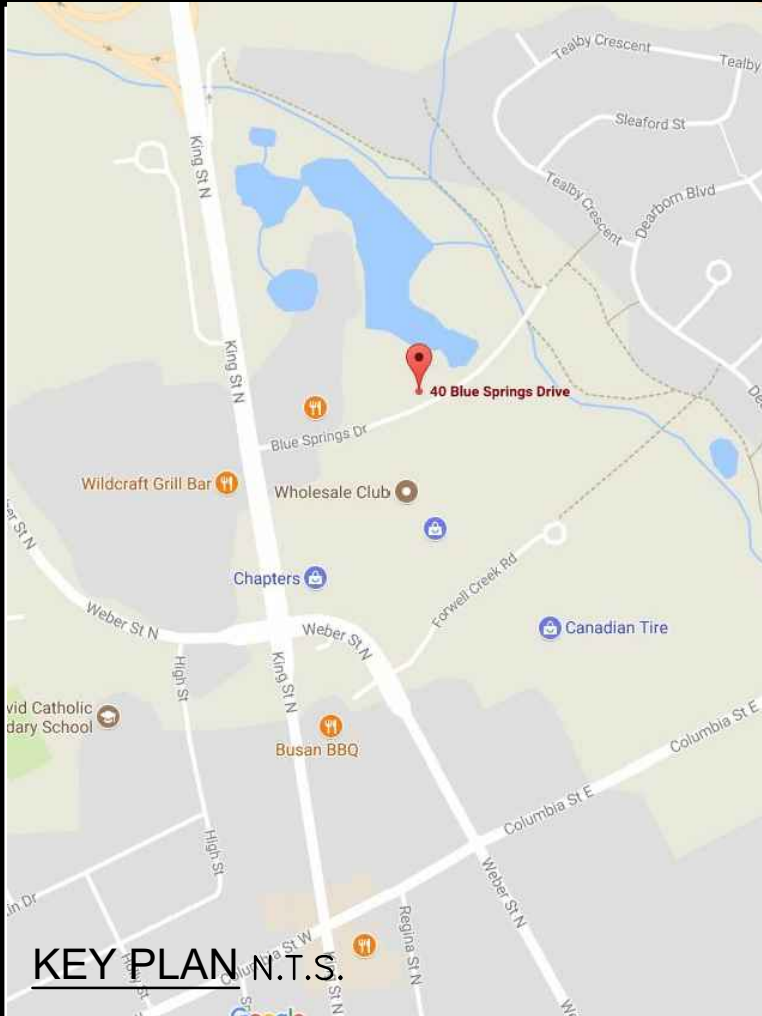 Tealby Crescent
Tealby
Sleaford St
King St N
Tealby Crescent
Dearborn Blvd
King St N
40 Blue Springs Drive
Blue Springs Dr
Wildcraft Grill Bar
Wholesale Club
Chapters
Forwell Creek Rd
Weber St N
Weber St N
Canadian Tire
High St
King St N
vid Catholic
dary School
Busan BBQ
Columbia St E
Columbia St E
High St
Weber St N
Regina St N
Columbia St W
KEY PLAN N.T.S.
Google